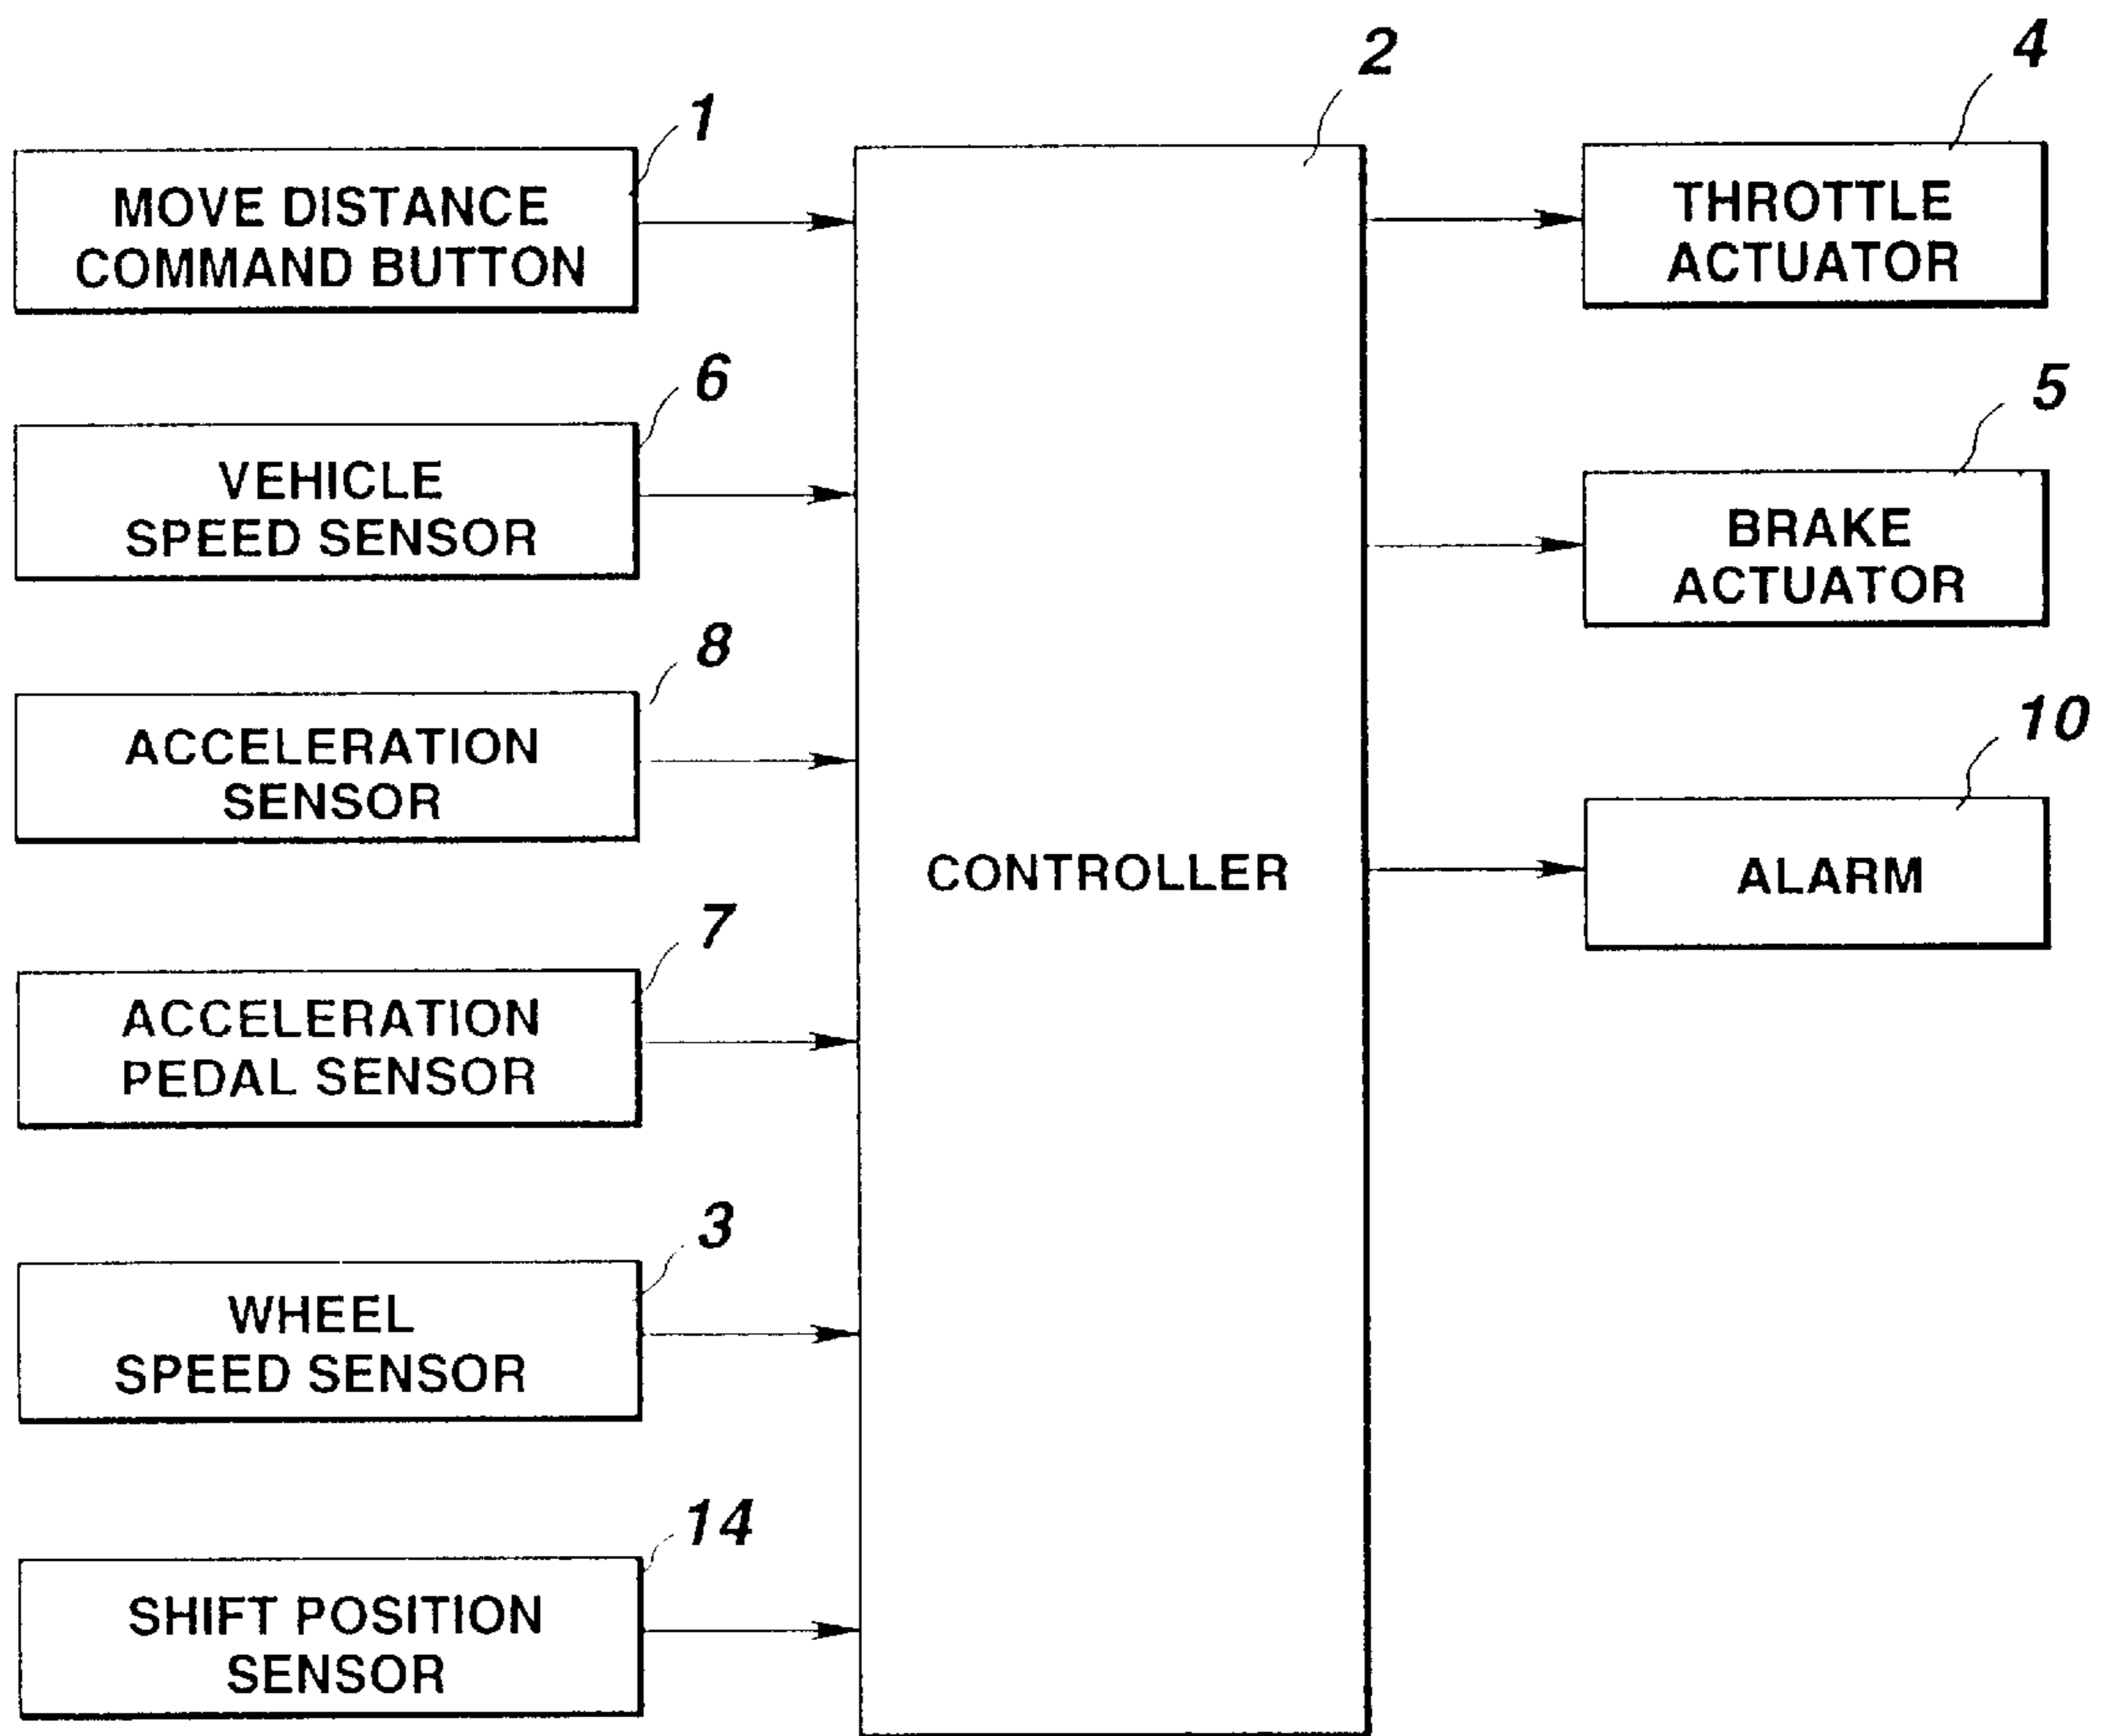 1
MOVE DISTANCE
COMMAND BUTTON
6
VEHICLE
SPEED SENSOR
8
ACCELERATION
SENSOR
7
ACCELERATION
PEDAL SENSOR
3
WHEEL
SPEED SENSOR
14
SHIFT POSITION
SENSOR
2
CONTROLLER
4
THROTTLE
ACTUATOR
5
BRAKE
ACTUATOR
10
ALARM